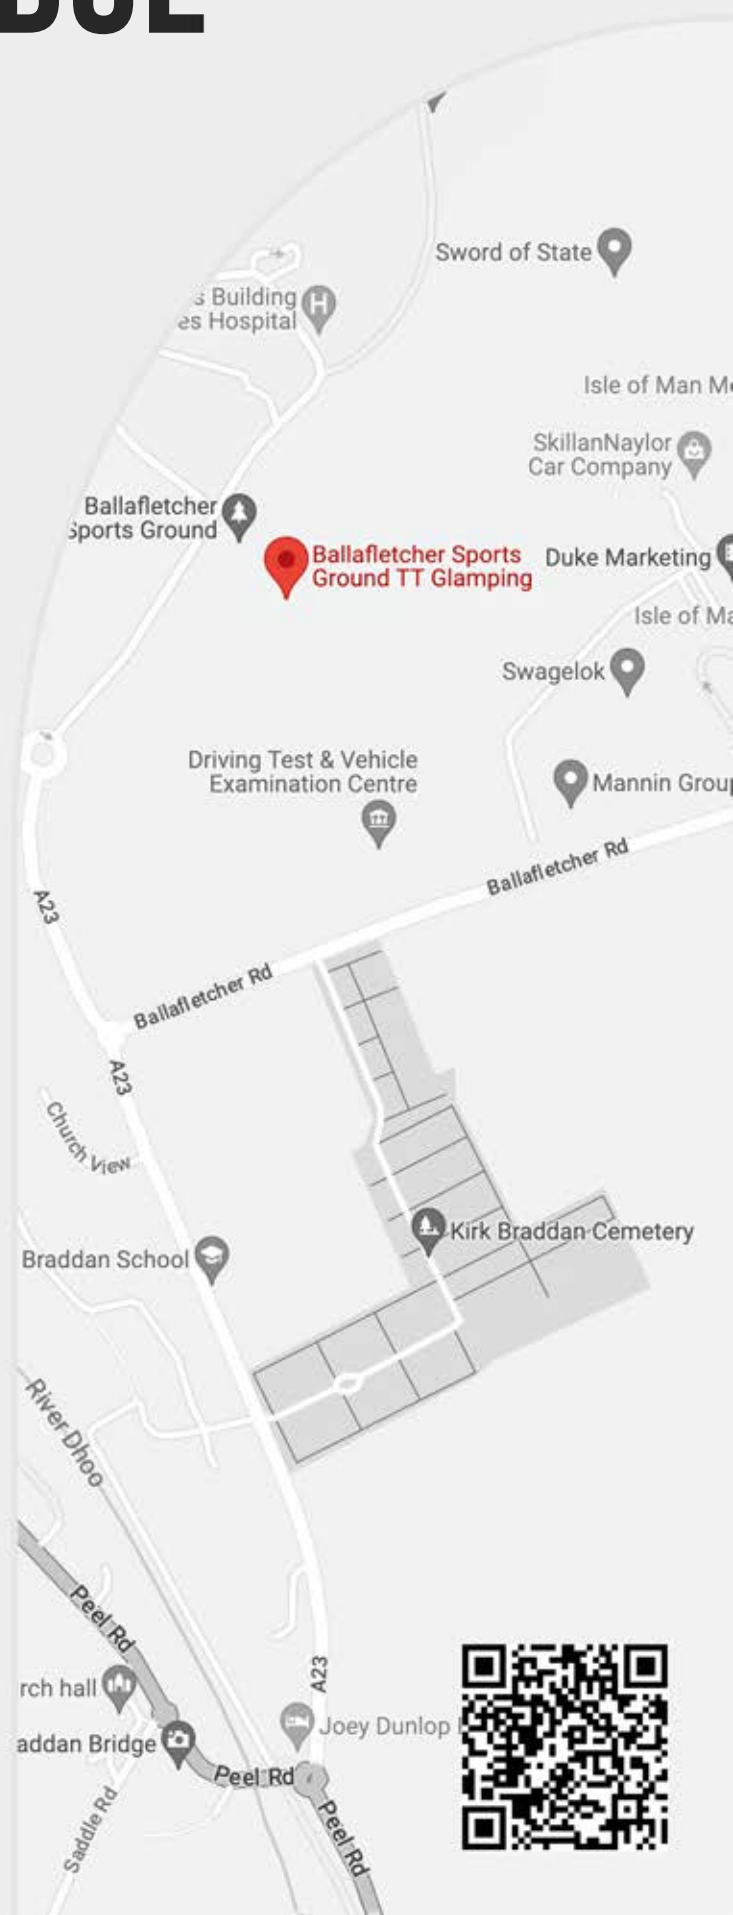 Sword of State
s Building
es Hospital
Isle of Man M
SkillanNaylor
Car Company
Ballafletcher
Sports Ground
Ballafletcher Sports
Ground TT Glamping
Duke Marketing
Isle of Ma
Swagelok
Driving Test & Vehicle
Examination Centre
Mannin Group
Ballafletcher Rd
A23
Ballafletcher Rd
A23
Church View
Kirk Braddan Cemetery
Braddan School
River Dhoo
Peel Rd
A23
rch hall
Joey Dunlop
addan Bridge
Peel Rd
Saddle Rd
Peel Rd